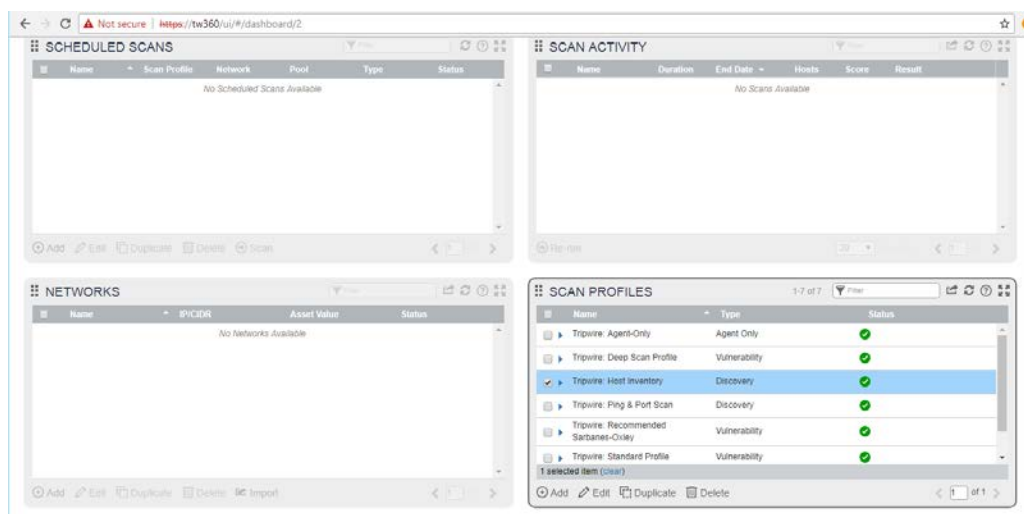 Not secure | https://tw360/ui/#/dashboard/2
SCHEDULED SCANS Filter
Name Scan Profile Network Pool Type Status
No Scheduled Scans Available
Add Edit Duplicate Delete Scan 1
SCAN ACTIVITY Filter
Name Duration End Date Hosts Score Result
No Scans Available
Re-run 20
NETWORKS Filter
Name IP/CIDR Asset Value Status
No Networks Available
Add Edit Duplicate Delete Import
SCAN PROFILES 1-7 of 7 Filter
Name Type Status
Tripwire: Agent-Only Agent Only
Tripwire: Deep Scan Profile Vulnerability
Tripwire: Host Inventory Discovery
Tripwire: Ping & Port Scan Discovery
Tripwire: Recommended
Sarbanes-Oxley Vulnerability
Tripwire: Standard Profile Vulnerability
1 selected item (clear)
Add Edit Duplicate Delete 1 of 1